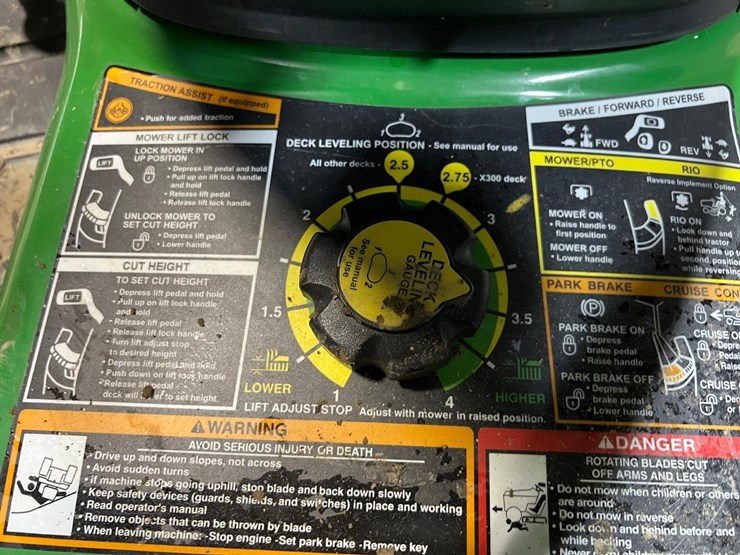 TRACTION ASSIST (If equipped)
• Push for added traction
MOWER LIFT LOCK
LOCK MOWER IN
UP POSITION
LIFT
• Depress lift pedal and hold
• Pull up on lift lock handle
and hold
• Release lift pedal
• Release lift lock handle
UNLOCK MOWER TO
SET CUT HEIGHT
• Depress lift pedal
• Lower handle
CUT HEIGHT
TO SET CUT HEIGHT
LIFT
• Depress lift pedal and hold
• Pull up on lift lock handle
and hold
• Release lift pedal
• Release lift lock handle
• Turn lift adjust stop
to desired height
• Depress lift pedal and hold
• Push down on lift lock handle
• Release lift pedal
deck will lower to set height
1 3 2
DECK LEVELING POSITION - See manual for use
All other decks - 2.5
2.75 - X300 deck
2
3
1.5
3.5
1
4
DECK
LEVELING
GAUGE
1 3 2
See manual
for use
LOWER
HIGHER
LIFT ADJUST STOP Adjust with mower in raised position.
BRAKE / FORWARD / REVERSE
FWD
REV
MOWER/PTO
RIO
Reverse Implement Option
MOWER ON
• Raise handle to
first position
MOWER OFF
• Lower handle
RIO ON
• Look down and
behind tractor
• Pull handle up to
second position
while reversing
PARK BRAKE
CRUISE CON
PARK BRAKE ON
• Depress
brake pedal
• Raise handle
PARK BRAKE OFF
• Depress
brake pedal
• Lower handle
CRUISE O
• Depre
Pedal
• Raise
CRUISE
• Dep
or
WARNING
AVOID SERIOUS INJURY OR DEATH
• Drive up and down slopes, not across
• Avoid sudden turns
• if machine stops going uphill, stop blade and back down slowly
• Keep safety devices (guards, shields, and switches) in place and working
• Read operator's manual
• Remove objects that can be thrown by blade
• When leaving machine: -Stop engine -Set park brake -Remove key
DANGER
ROTATING BLADES CUT
OFF ARMS AND LEGS
• Do not mow when children or others
are around
• Do not mow in reverse
• Look down and behind before and
while backing
• Never